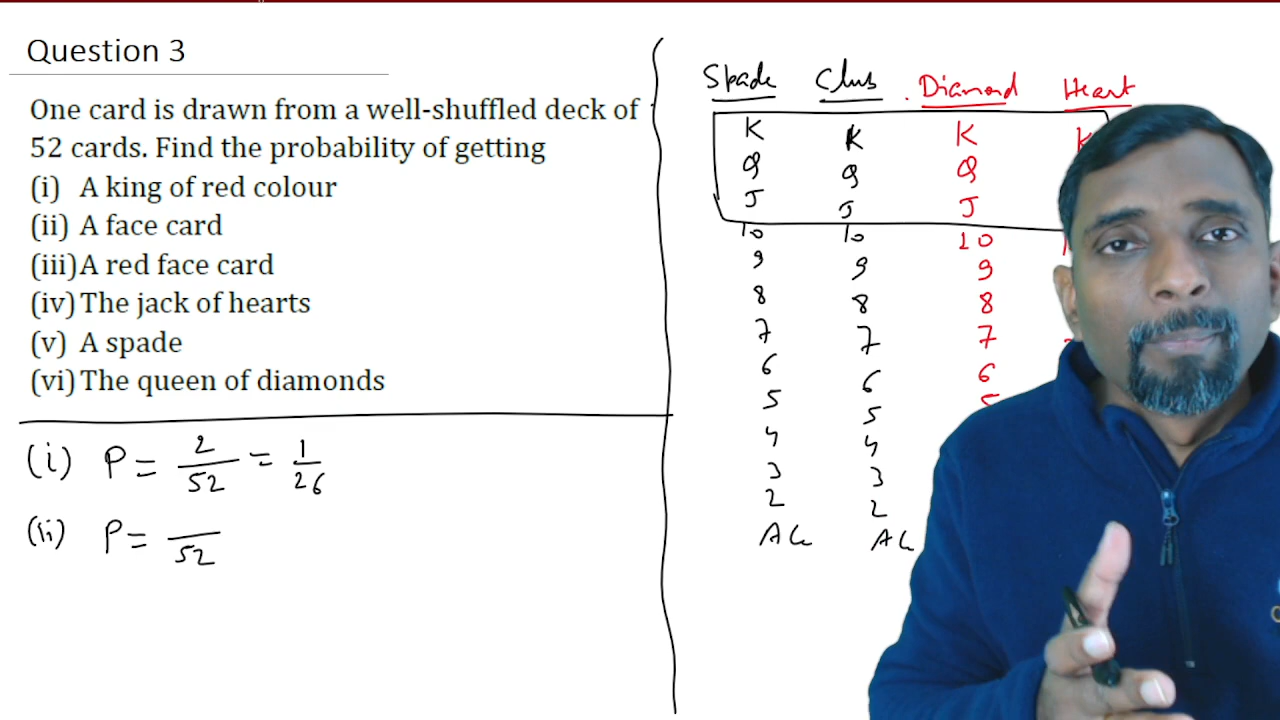 Question 3
One card is drawn from a well-shuffled deck of
52 cards. Find the probability of getting
(i) A king of red colour
(ii) A face card
(iii) A red face card
(iv) The jack of hearts
(v) A spade
(vi) The queen of diamonds
(i) P = 2/52 = 1/26
(ii) P = /52
Spade Club Diamond Heart
K K K K
Q Q Q
J J J
10 10 10
9 9 9
8 8 8
7 7 7
6 6 6
5 5 5
4 4
3 3
2 2